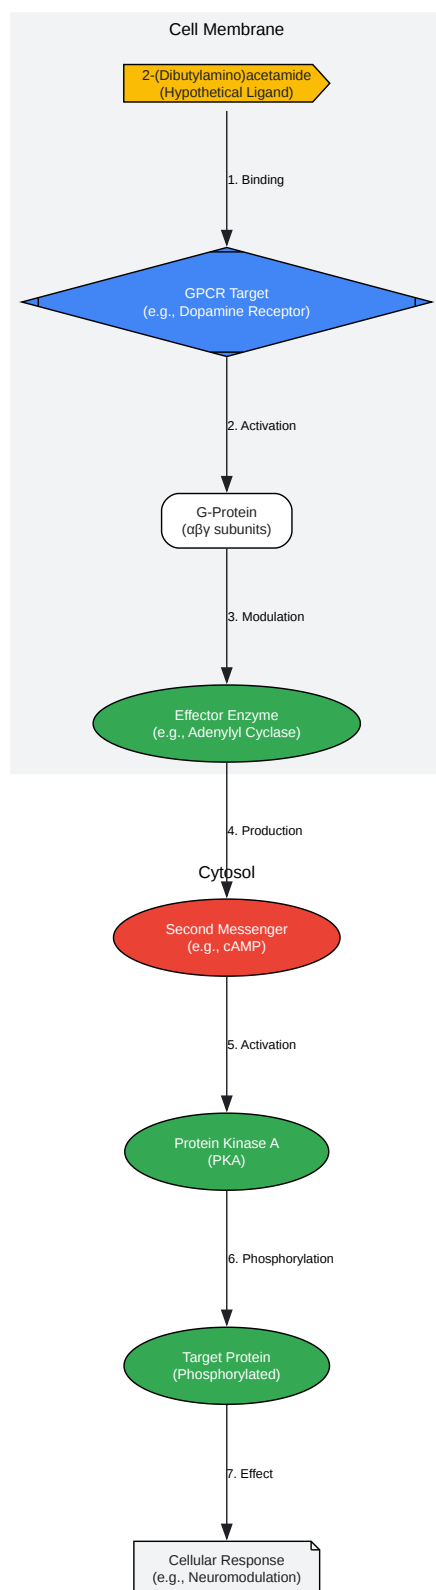 Cell Membrane
2-(Dibutylamino)acetamide
(Hypothetical Ligand)
1. Binding
GPCR Target
(e.g., Dopamine Receptor)
2. Activation
G-Protein
(αβγ subunits)
3. Modulation
Effector Enzyme
(e.g., Adenylyl Cyclase)
4. Production
Cytosol
Second Messenger
(e.g., cAMP)
5. Activation
Protein Kinase A
(PKA)
6. Phosphorylation
Target Protein
(Phosphorylated)
7. Effect
Cellular Response
(e.g., Neuromodulation)